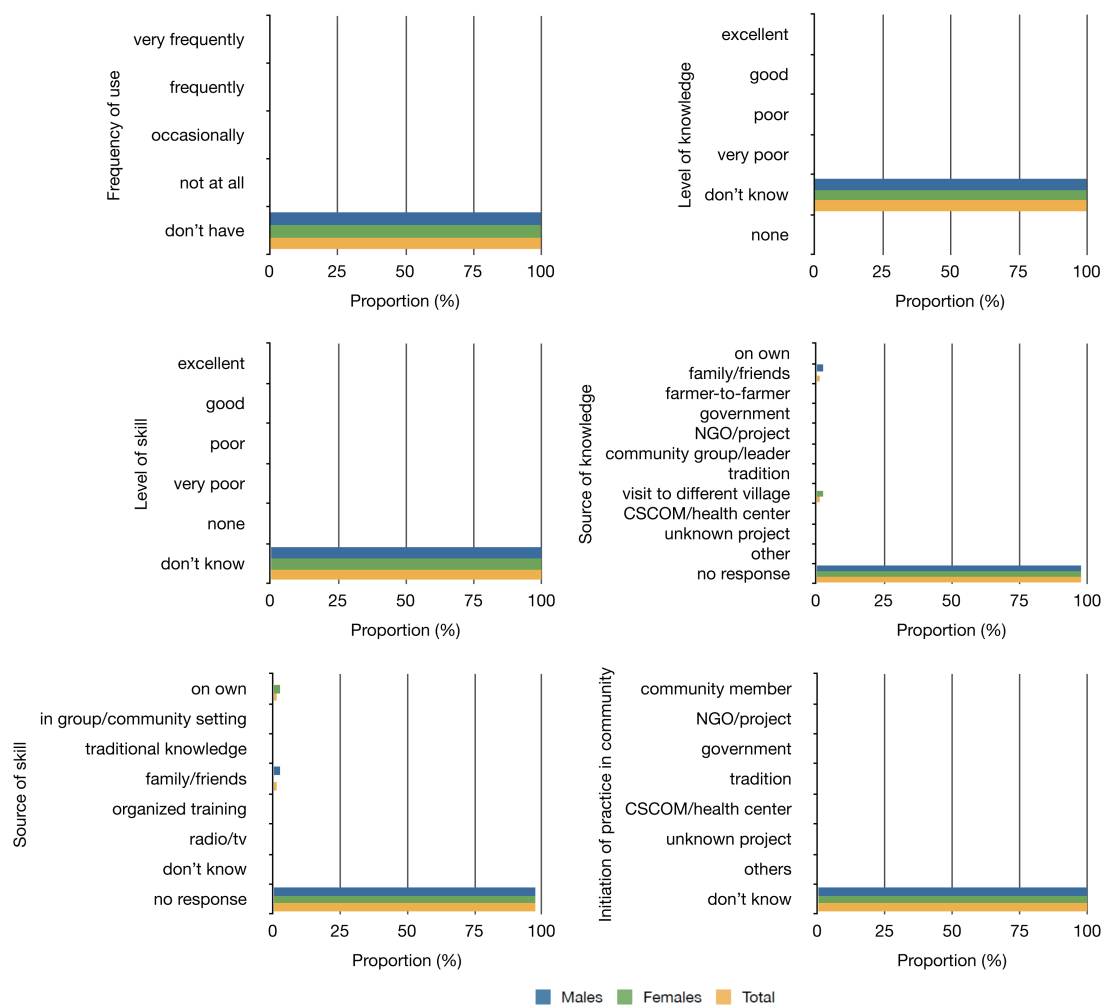 Frequency of use
very frequently
frequently
occasionally
not at all
don't have
0 25 50 75 100
Proportion (%)
Level of knowledge
excellent
good
poor
very poor
don't know
none
0 25 50 75 100
Proportion (%)
Level of skill
excellent
good
poor
very poor
none
don't know
0 25 50 75 100
Proportion (%)
Source of knowledge
on own
family/friends
farmer-to-farmer
government
NGO/project
community group/leader
tradition
visit to different village
CSCOM/health center
unknown project
other
no response
0 25 50 75 100
Proportion (%)
Source of skill
on own
in group/community setting
traditional knowledge
family/friends
organized training
radio/tv
don't know
no response
0 25 50 75 100
Proportion (%)
Initiation of practice in community
community member
NGO/project
government
tradition
CSCOM/health center
unknown project
others
don't know
0 25 50 75 100
Proportion (%)
Males Females Total